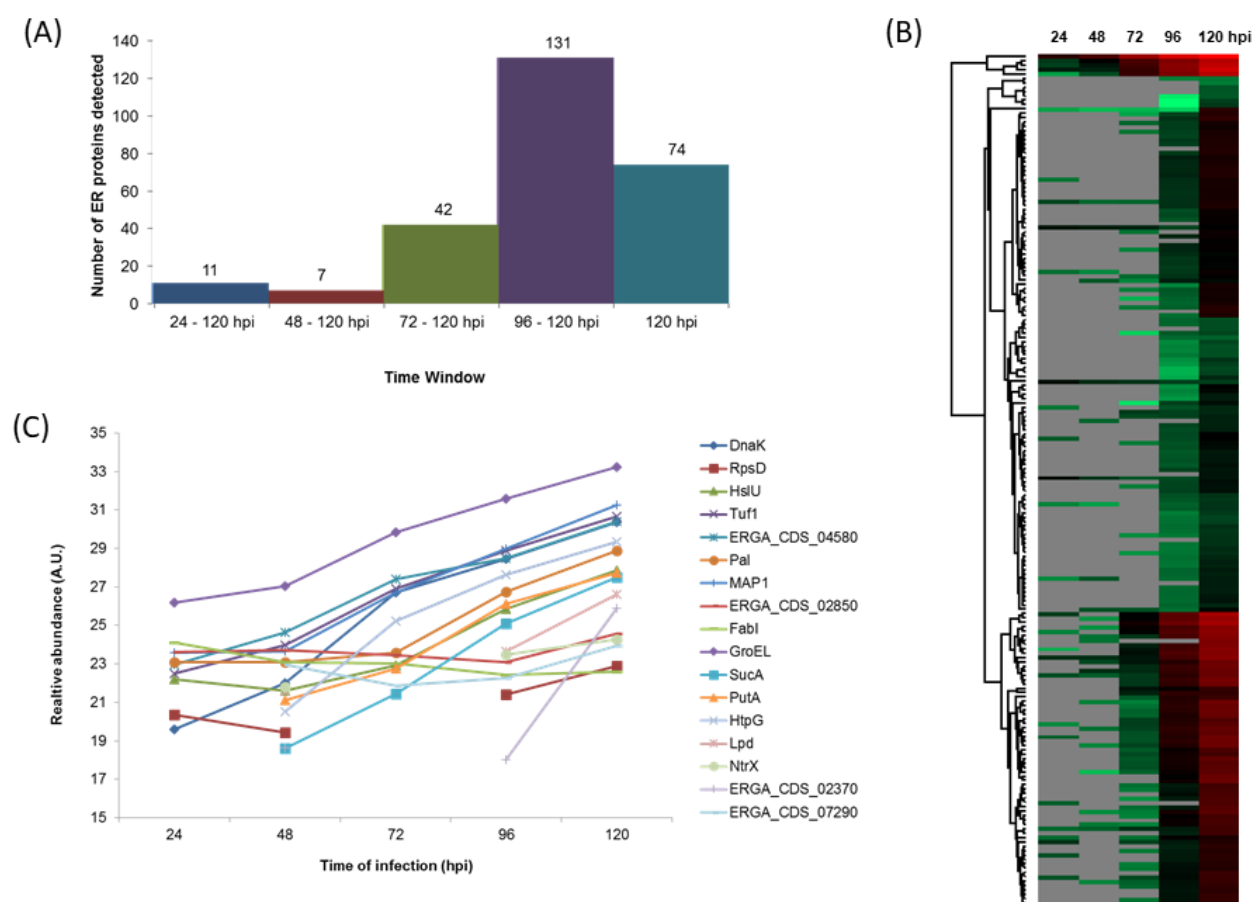 (A)
Number of ER proteins detected
140
120
100
80
60
40
20
0
11
7
42
131
74
24 - 120 hpi
48 - 120 hpi
72 - 120 hpi
96 - 120 hpi
120 hpi
Time Window
(B)
24 48 72 96 120 hpi
(C)
Realtive abundance (A.U.)
35
33
31
29
27
25
23
21
19
17
15
24
48
72
96
120
Time of infection (hpi)
DnaK
RpsD
HslU
Tuf1
ERGA_CDS_04580
Pal
MAP1
ERGA_CDS_02850
FabI
GroEL
SucA
PutA
HtpG
Lpd
NtrX
ERGA_CDS_02370
ERGA_CDS_07290